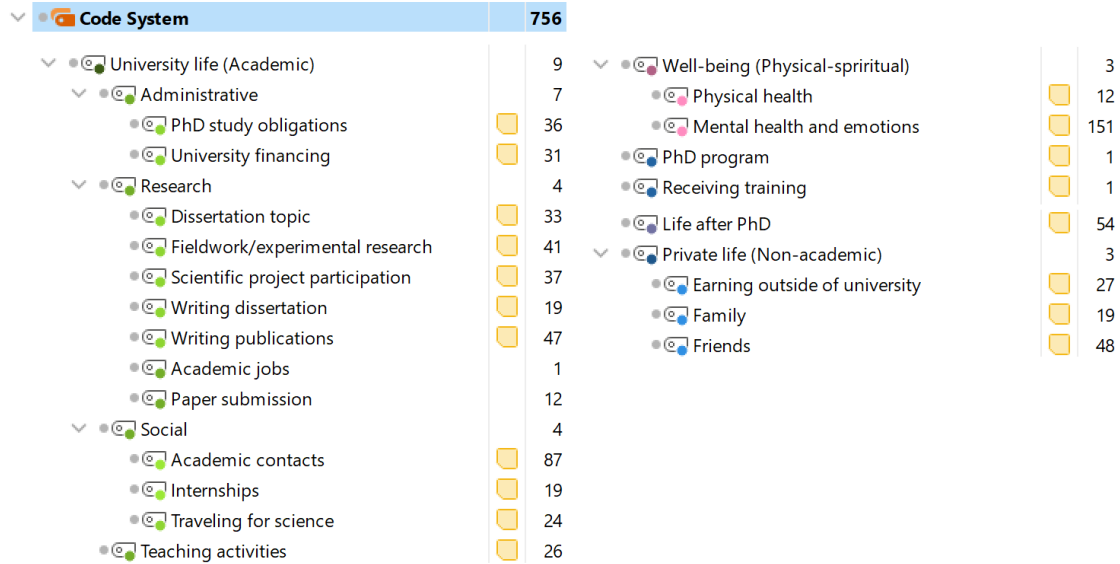 Code System 756
University life (Academic) 9
Administrative 7
PhD study obligations 36
University financing 31
Research 4
Dissertation topic 33
Fieldwork/experimental research 41
Scientific project participation 37
Writing dissertation 19
Writing publications 47
Academic jobs 1
Paper submission 12
Social 4
Academic contacts 87
Internships 19
Traveling for science 24
Teaching activities 26
Well-being (Physical-spriritual) 3
Physical health 12
Mental health and emotions 151
PhD program 1
Receiving training 1
Life after PhD 54
Private life (Non-academic) 3
Earning outside of university 27
Family 19
Friends 48